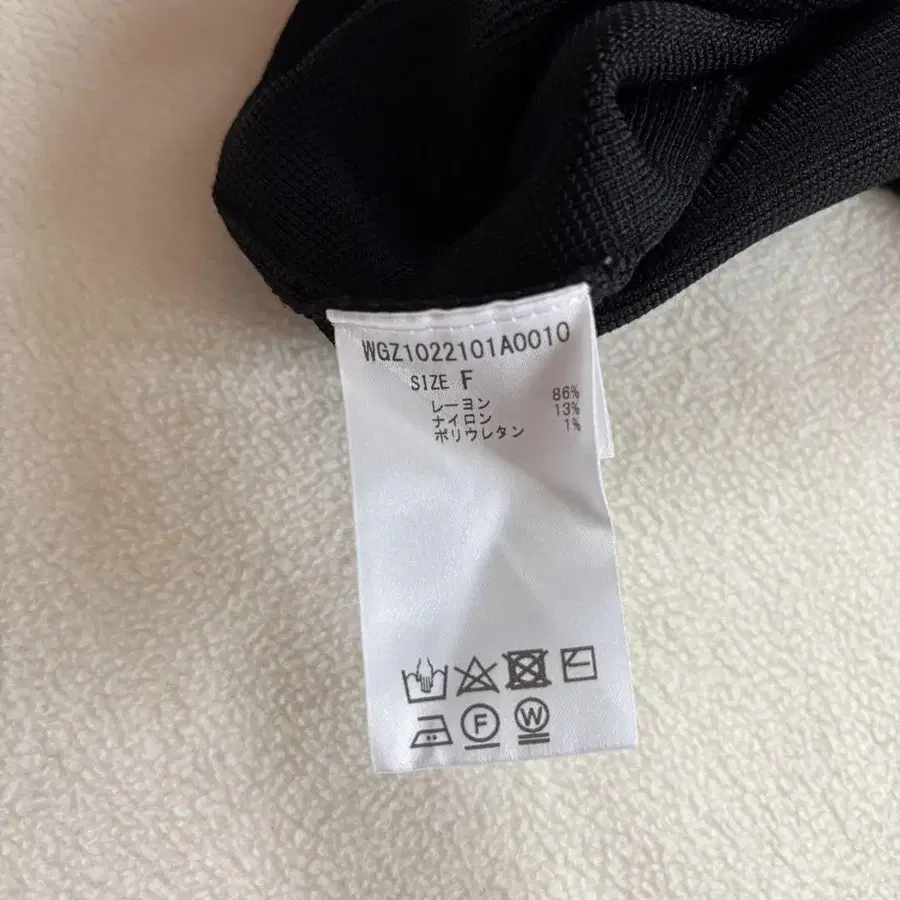 WGZ1022101A0010
SIZE F
レーヨン 86%
ナイロン 13%
ポリウレタン 1%
F W